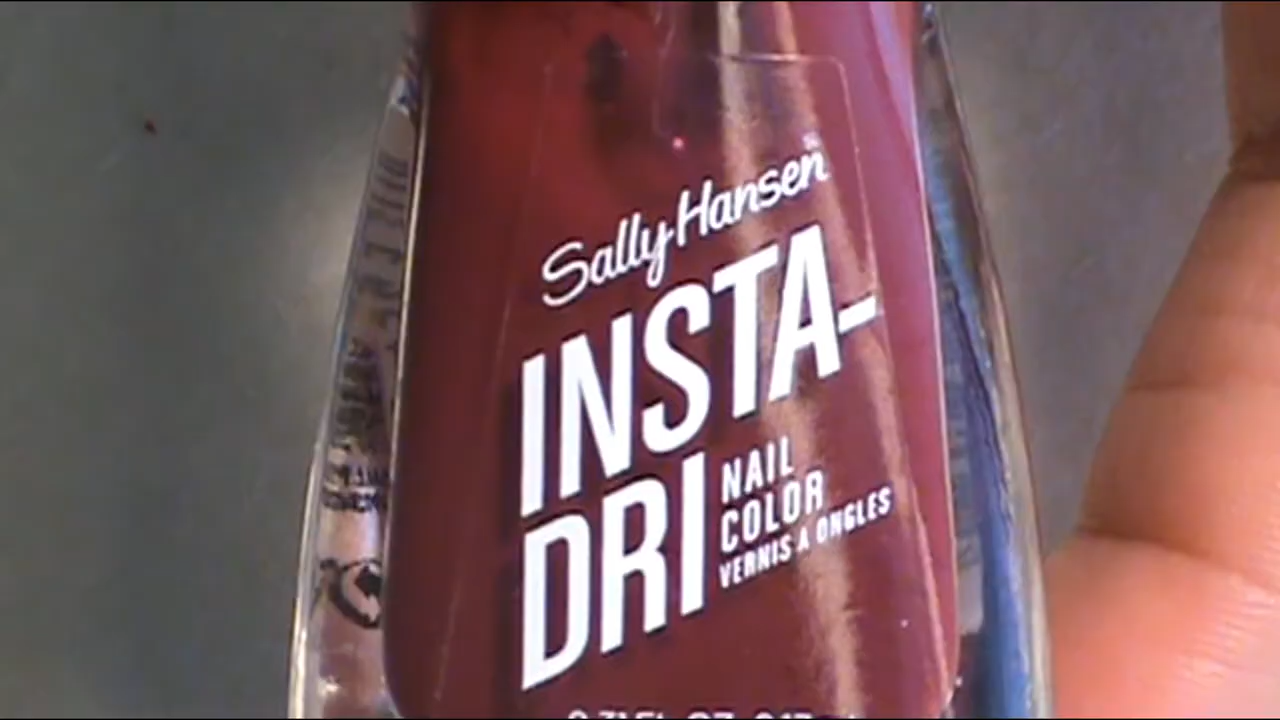 Sally Hansen
INSTA-
DRI
NAIL
COLOR
VERNIS A ONGLES